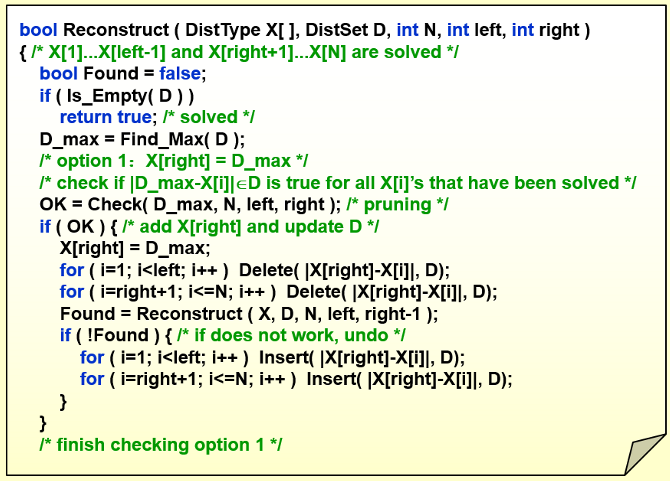 bool Reconstruct ( DistType X[ ], DistSet D, int N, int left, int right )
{ /* X[1]...X[left-1] and X[right+1]...X[N] are solved */
bool Found = false;
if ( Is_Empty( D ) )
return true; /* solved */
D_max = Find_Max( D );
/* option 1：X[right] = D_max */
/* check if |D_max-X[i]|∈D is true for all X[i]’s that have been solved */
OK = Check( D_max, N, left, right ); /* pruning */
if ( OK ) { /* add X[right] and update D */
X[right] = D_max;
for ( i=1; i<left; i++ ) Delete( |X[right]-X[i]|, D);
for ( i=right+1; i<=N; i++ ) Delete( |X[right]-X[i]|, D);
Found = Reconstruct ( X, D, N, left, right-1 );
if ( !Found ) { /* if does not work, undo */
for ( i=1; i<left; i++ ) Insert( |X[right]-X[i]|, D);
for ( i=right+1; i<=N; i++ ) Insert( |X[right]-X[i]|, D);
}
}
/* finish checking option 1 */